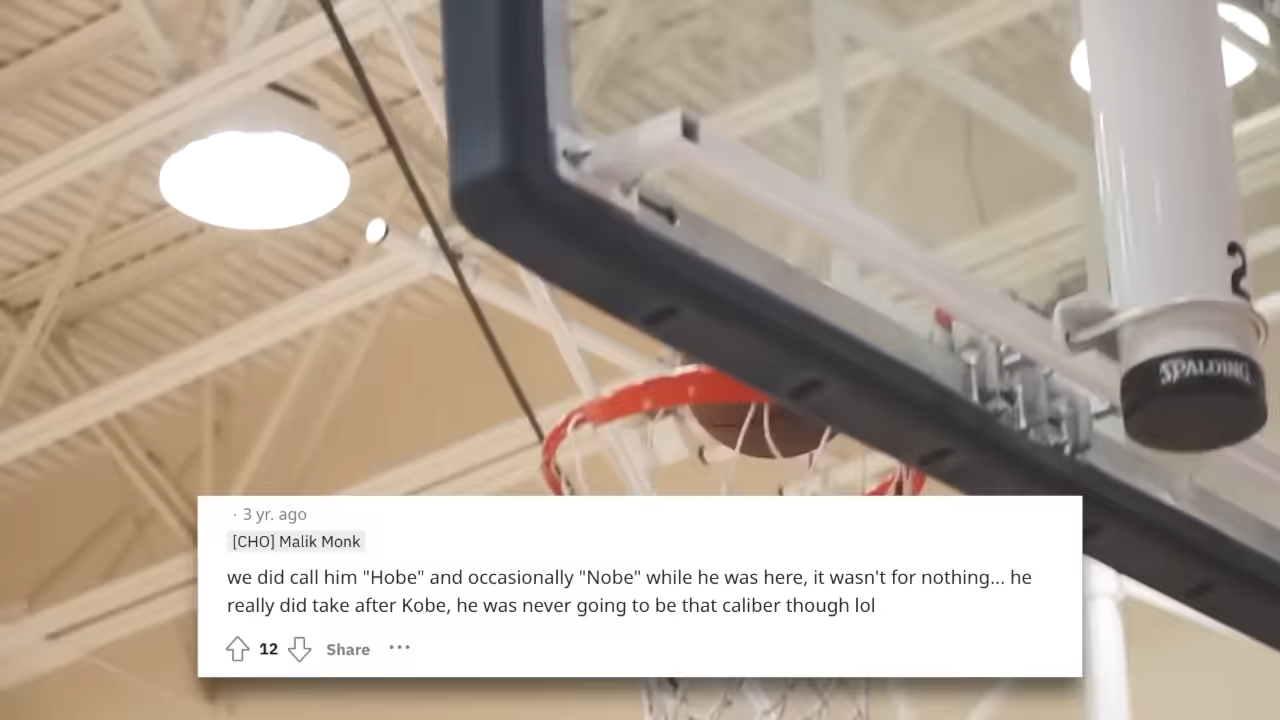 SPALDING
· 3 yr. ago
[CHO] Malik Monk
we did call him "Hobe" and occasionally "Nobe" while he was here, it wasn't for nothing... he
really did take after Kobe, he was never going to be that caliber though lol
12 Share ···